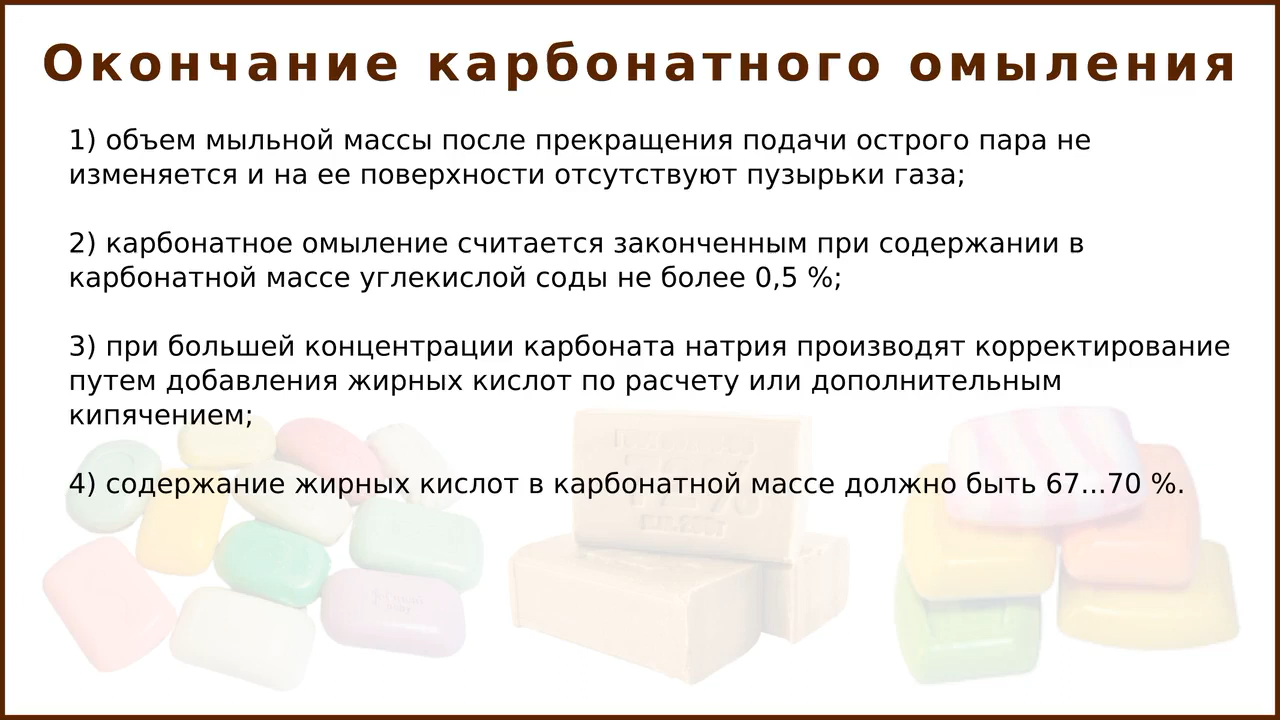 Окончание карбонатного омыления
1) объем мыльной массы после прекращения подачи острого пара не
изменяется и на ее поверхности отсутствуют пузырьки газа;
2) карбонатное омыление считается законченным при содержании в
карбонатной массе углекислой соды не более 0,5 %;
3) при большей концентрации карбоната натрия производят корректирование
путем добавления жирных кислот по расчету или дополнительным
кипячением;
4) содержание жирных кислот в карбонатной массе должно быть 67...70 %.
72%